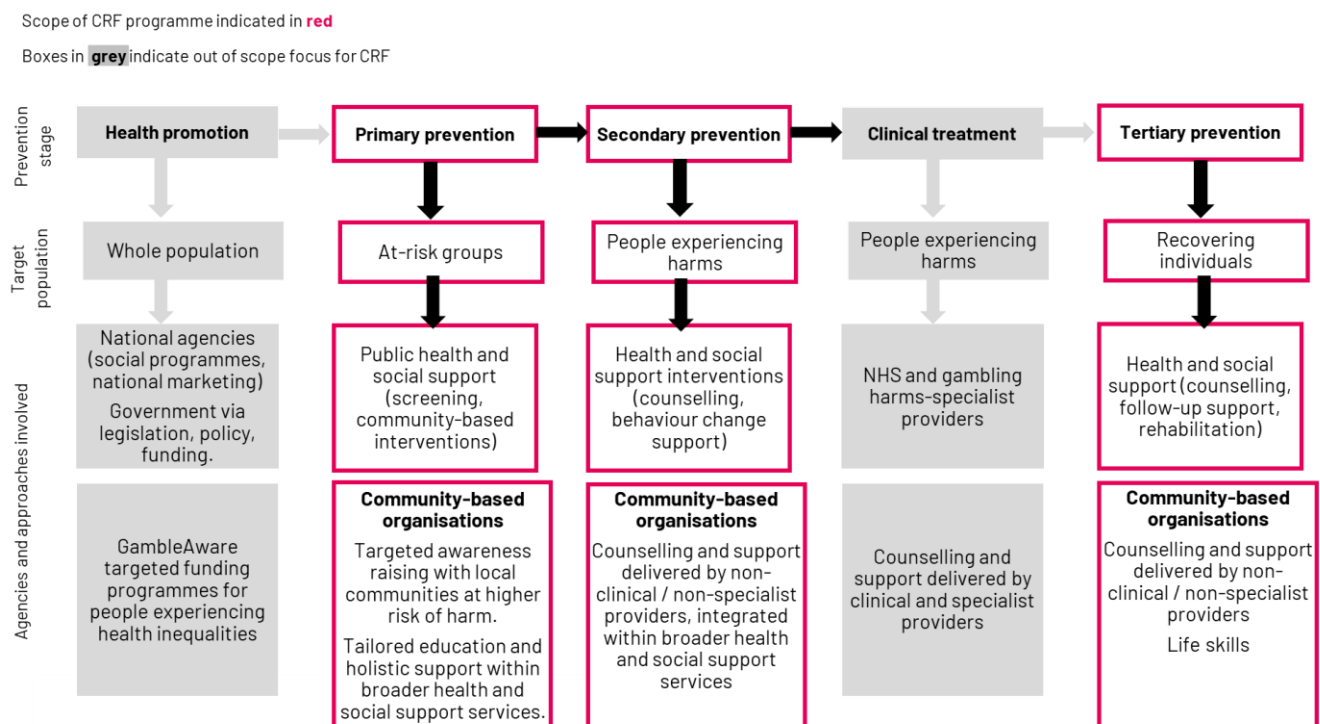 Scope of CRF programme indicated in red
Boxes in grey indicate out of scope focus for CRF
Prevention
stage
Health promotion
Primary prevention
Secondary prevention
Clinical treatment
Tertiary prevention
Target
population
Whole population
At-risk groups
People experiencing
harms
People experiencing
harms
Recovering
individuals
Agencies and approaches involved
National agencies
(social programmes,
national marketing)
Government via
legislation, policy,
funding.
Public health and
social support
(screening,
community-based
interventions)
Health and social
support interventions
(counselling,
behaviour change
support)
NHS and gambling
harms-specialist
providers
Health and social
support (counselling,
follow-up support,
rehabilitation)
GambleAware
targeted funding
programmes for
people experiencing
health inequalities
Community-based
organisations
Targeted awareness
raising with local
communities at higher
risk of harm.
Tailored education and
holistic support within
broader health and
social support services.
Community-based
organisations
Counselling and support
delivered by non-
clinical / non-specialist
providers, integrated
within broader health
and social support
services
Counselling and
support delivered by
clinical and specialist
providers
Community-based
organisations
Counselling and support
delivered by non-
clinical / non-specialist
providers
Life skills